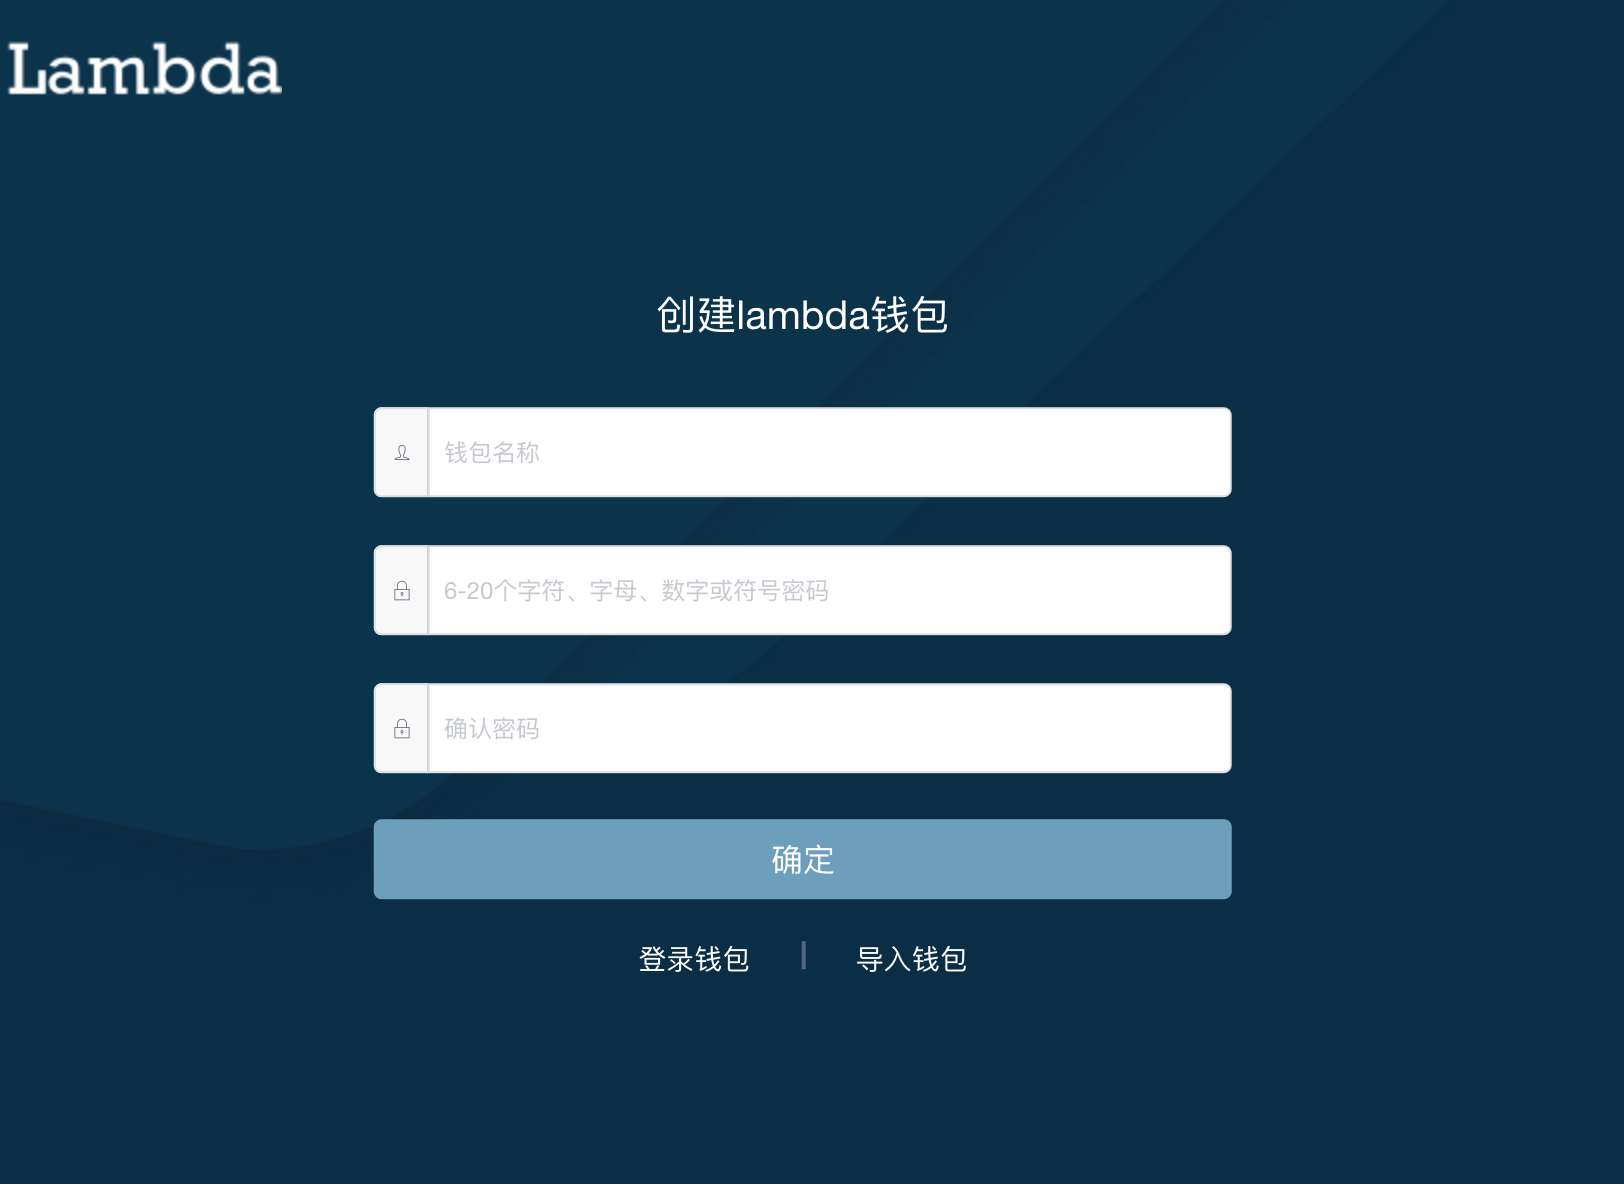 Lambda
创建lambda钱包
钱包名称
6-20个字符、字母、数字或符号密码
确认密码
确定
登录钱包 | 导入钱包